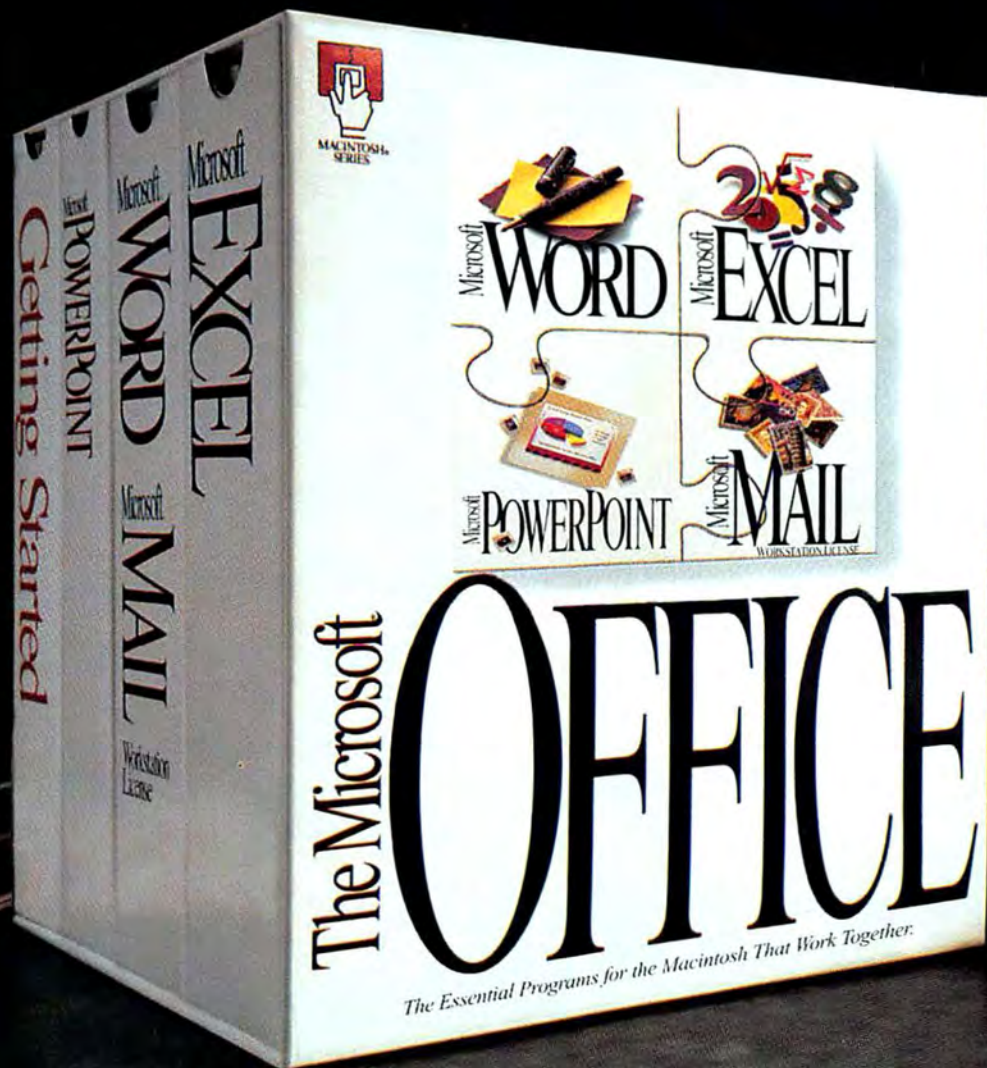 Getting Started
Microsoft
POWERPOINT
Microsoft
WORD
Microsoft
MAIL
Workstation
License
Microsoft
EXCEL
MACINTOSH®
SERIES
Microsoft
WORD
Microsoft
EXCEL
Microsoft
POWERPOINT
Microsoft
MAIL
WORKSTATION LICENSE
The Microsoft
OFFICE
The Essential Programs for the Macintosh That Work Together.